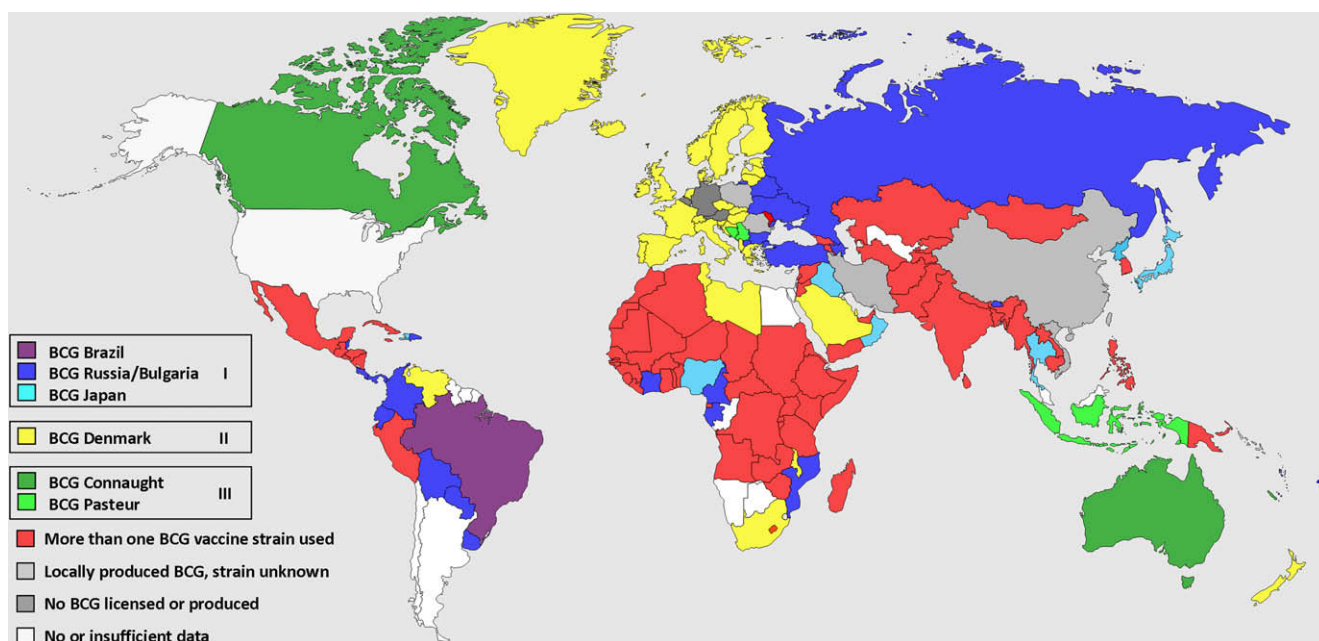 BCG Brazil
BCG Russia/Bulgaria I
BCG Japan
BCG Denmark II
BCG Connaught
III
BCG Pasteur
More than one BCG vaccine strain used
Locally produced BCG, strain unknown
No BCG licensed or produced
No or insufficient data